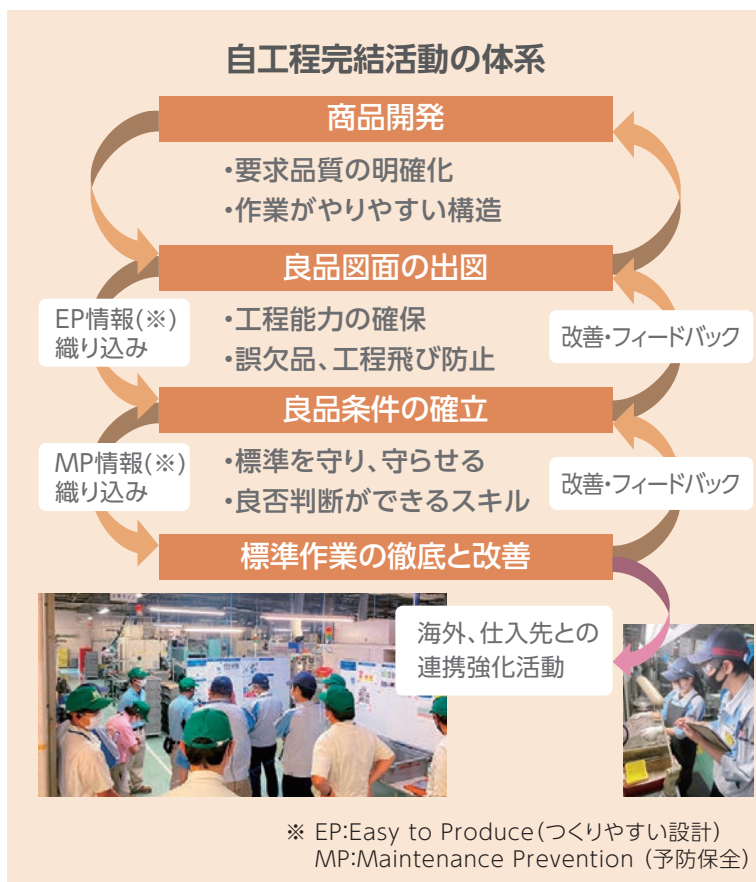 自工程完結活動の体系
商品開発
・要求品質の明確化
・作業がやりやすい構造
良品図面の出図
EP情報(※)
織り込み
・工程能力の確保
・誤欠品、工程飛び防止
改善・フィードバック
良品条件の確立
MP情報(※)
織り込み
・標準を守り、守らせる
・良否判断ができるスキル
改善・フィードバック
標準作業の徹底と改善
海外、仕入先との
連携強化活動
※ EP:Easy to Produce(つくりやすい設計)
MP:Maintenance Prevention (予防保全)